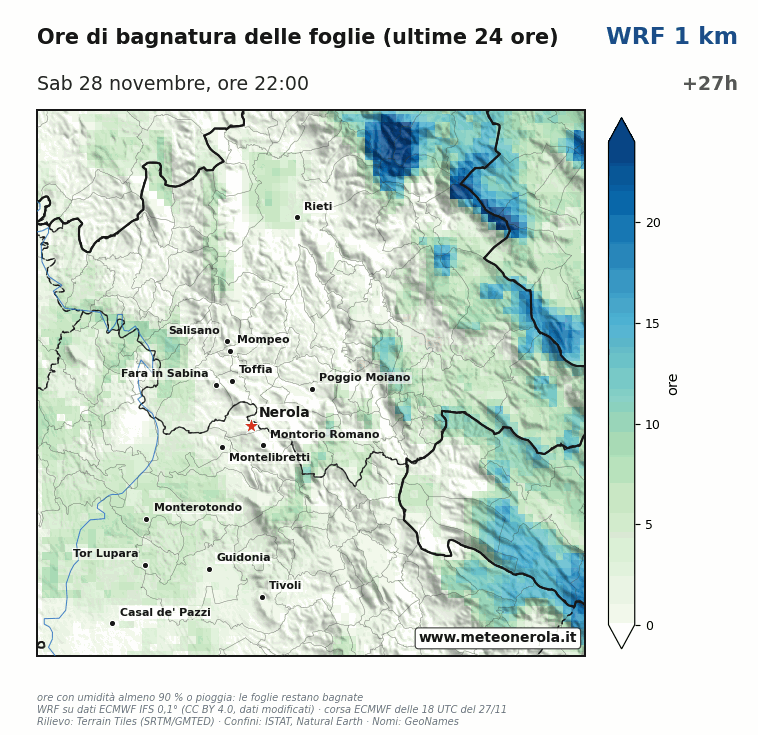 Ore di bagnatura delle foglie (ultime 24 ore)
WRF 1 km
Sab 28 novembre, ore 22:00
+27h
Rieti
Salisano
Mompeo
Fara in Sabina
Toffia
Poggio Moiano
Nerola
Montorio Romano
Montelibretti
Monterotondo
Tor Lupara
Guidonia
Tivoli
Casal de' Pazzi
www.meteonerola.it
20
15
10
5
0
ore
ore con umidità almeno 90 % o pioggia: le foglie restano bagnate
WRF su dati ECMWF IFS 0,1° (CC BY 4.0, dati modificati) · corsa ECMWF delle 18 UTC del 27/11
Rilievo: Terrain Tiles (SRTM/GMTED) · Confini: ISTAT, Natural Earth · Nomi: GeoNames